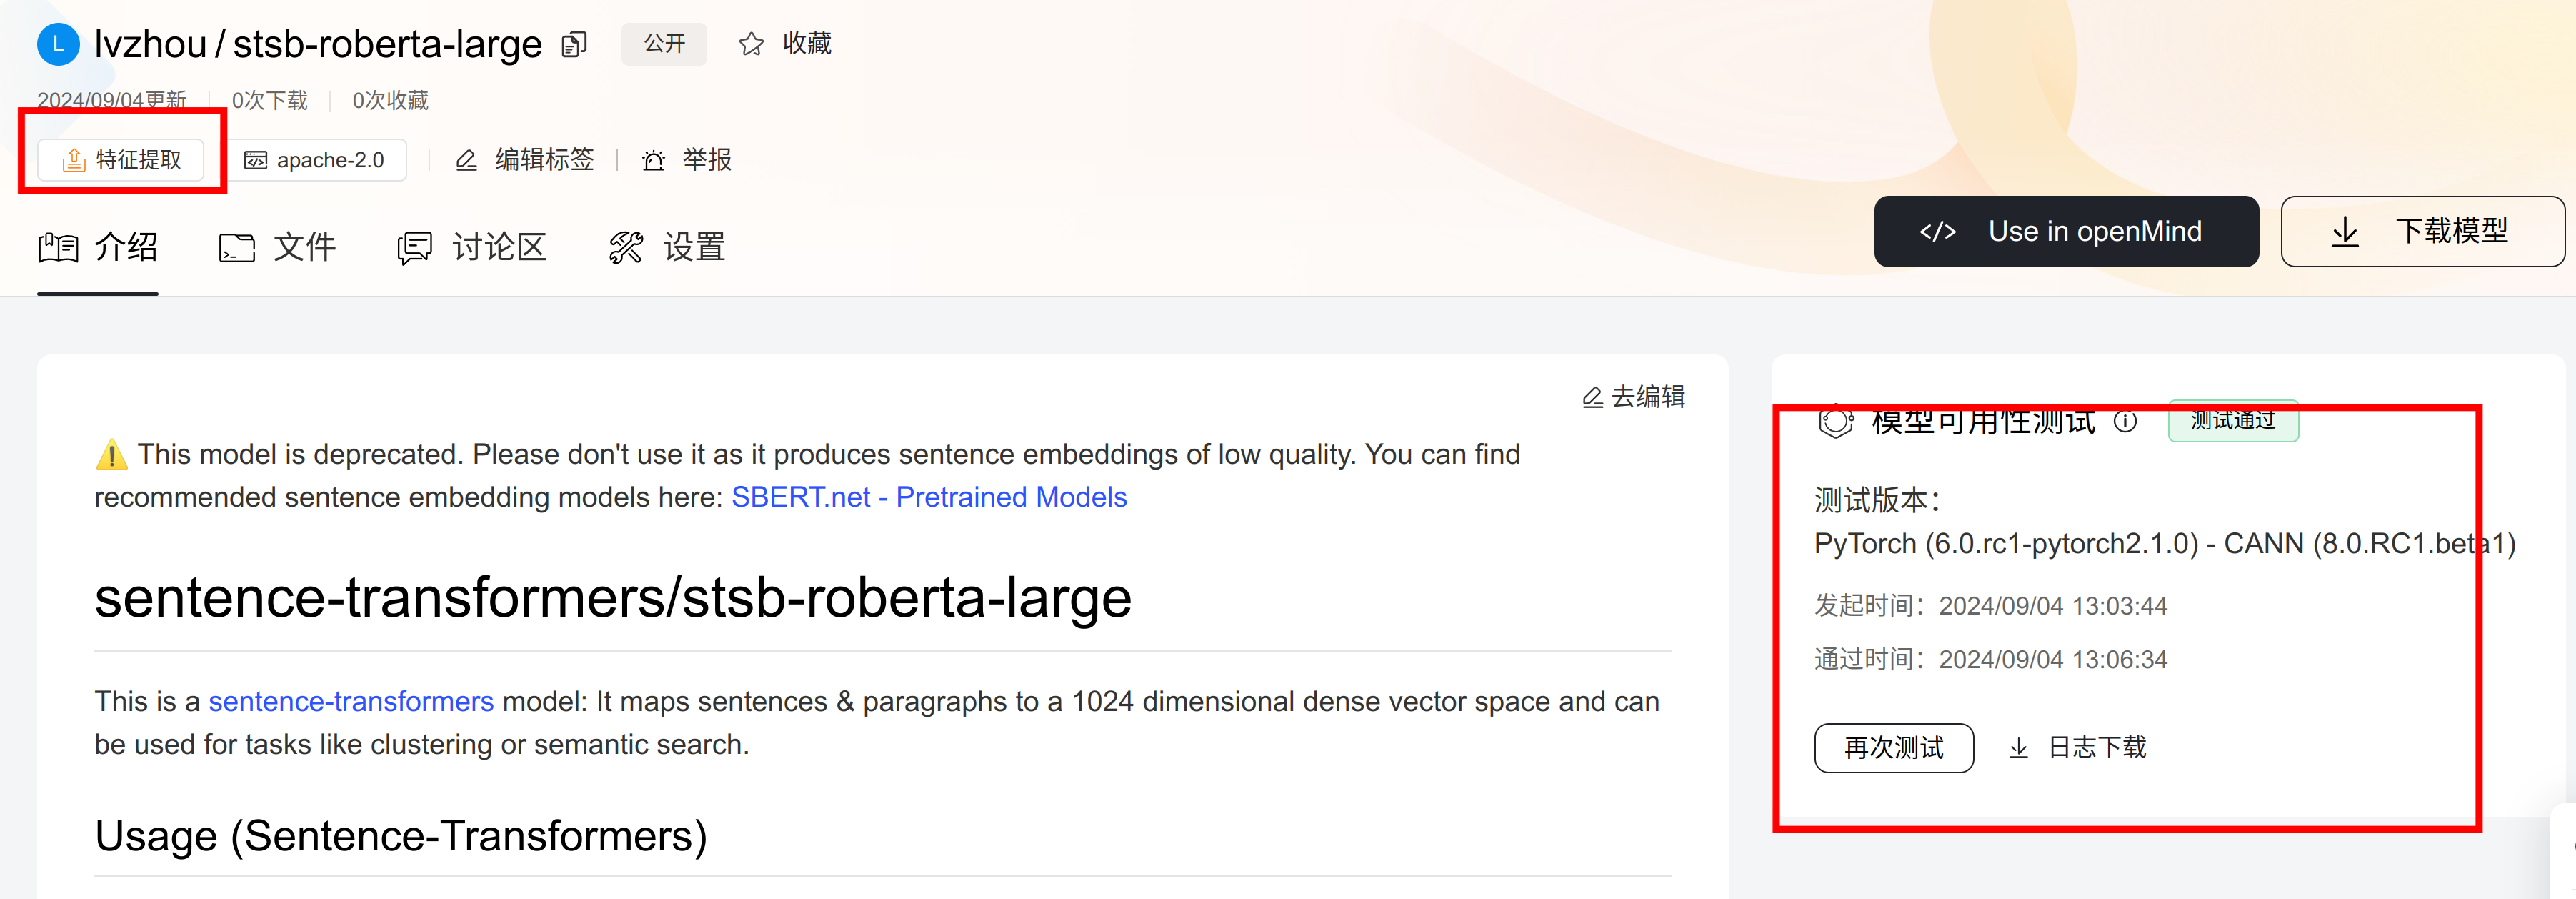 L lvzhou / stsb-roberta-large 公开 收藏
2024/09/04更新 0次下载 0次收藏
特征提取 apache-2.0 编辑标签 举报
介绍 文件 讨论区 设置 </> Use in openMind 下载模型
去编辑
⚠️ This model is deprecated. Please don't use it as it produces sentence embeddings of low quality. You can find
recommended sentence embedding models here: SBERT.net - Pretrained Models
sentence-transformers/stsb-roberta-large
This is a sentence-transformers model: It maps sentences & paragraphs to a 1024 dimensional dense vector space and can
be used for tasks like clustering or semantic search.
Usage (Sentence-Transformers)
模型可用性测试 测试通过
测试版本：
PyTorch (6.0.rc1-pytorch2.1.0) - CANN (8.0.RC1.beta1)
发起时间：2024/09/04 13:03:44
通过时间：2024/09/04 13:06:34
再次测试 日志下载